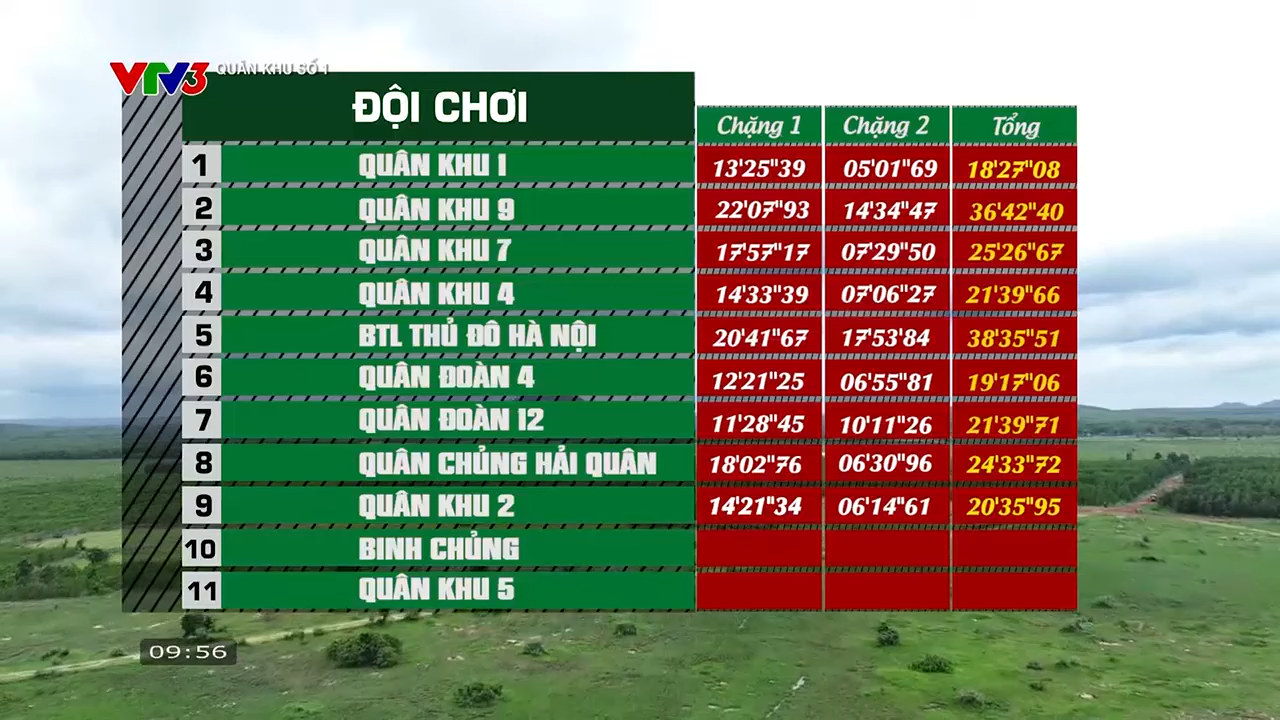 VTV3 QUÂN KHU SỐ 1
ĐỘI CHƠI Chặng 1 Chặng 2 Tổng
1 QUÂN KHU 1 13'25"39 05'01"69 18'27"08
2 QUÂN KHU 9 22'07"93 14'34"47 36'42"40
3 QUÂN KHU 7 17'57"17 07'29"50 25'26"67
4 QUÂN KHU 4 14'33"39 07'06"27 21'39"66
5 BTL THỦ ĐÔ HÀ NỘI 20'41"67 17'53"84 38'35"51
6 QUÂN ĐOÀN 4 12'21"25 06'55"81 19'17"06
7 QUÂN ĐOÀN 12 11'28"45 10'11"26 21'39"71
8 QUÂN CHỦNG HẢI QUÂN 18'02"76 06'30"96 24'33"72
9 QUÂN KHU 2 14'21"34 06'14"61 20'35"95
10 BINH CHỦNG
11 QUÂN KHU 5
09:56